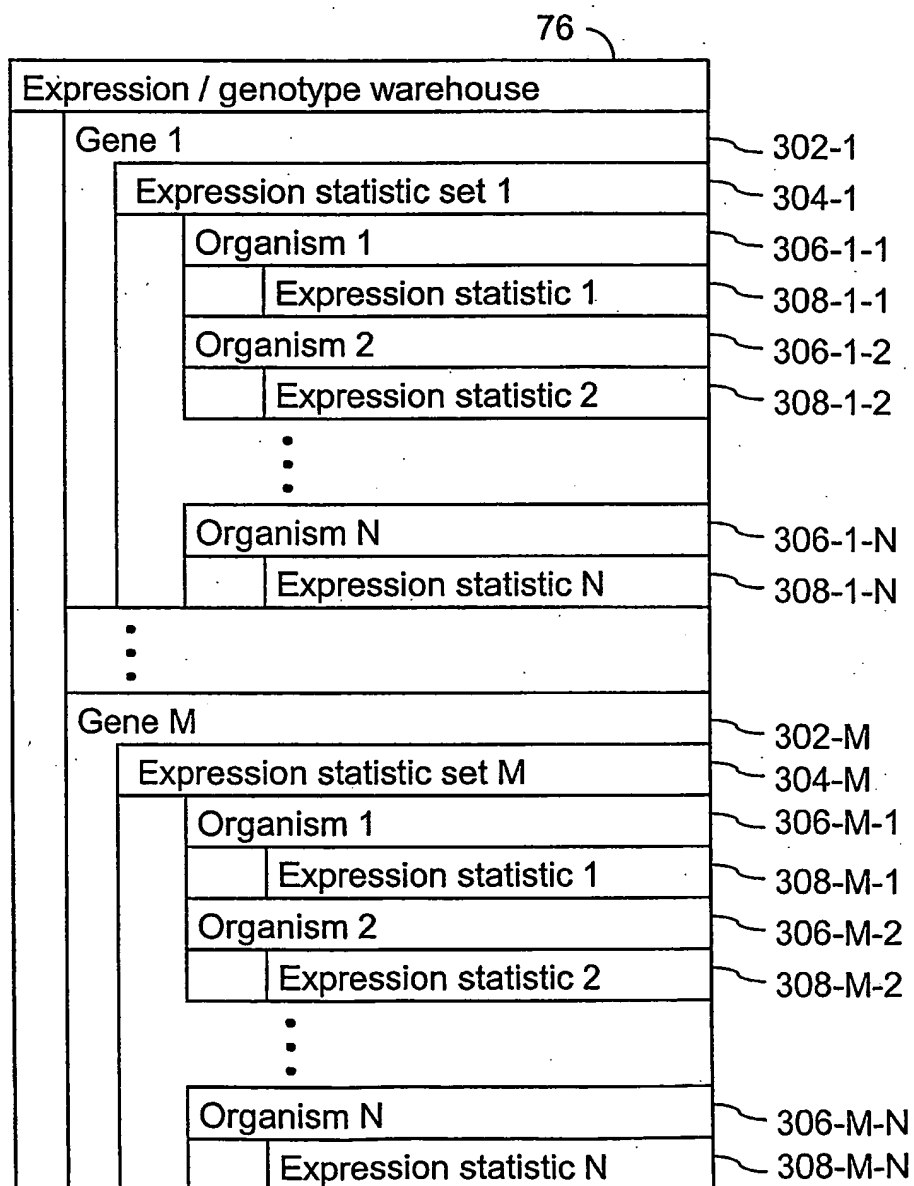 76
Expression / genotype warehouse
Gene 1 302-1
Expression statistic set 1 304-1
Organism 1 306-1-1
Expression statistic 1 308-1-1
Organism 2 306-1-2
Expression statistic 2 308-1-2
Organism N 306-1-N
Expression statistic N 308-1-N
Gene M 302-M
Expression statistic set M 304-M
Organism 1 306-M-1
Expression statistic 1 308-M-1
Organism 2 306-M-2
Expression statistic 2 308-M-2
Organism N 306-M-N
Expression statistic N 308-M-N